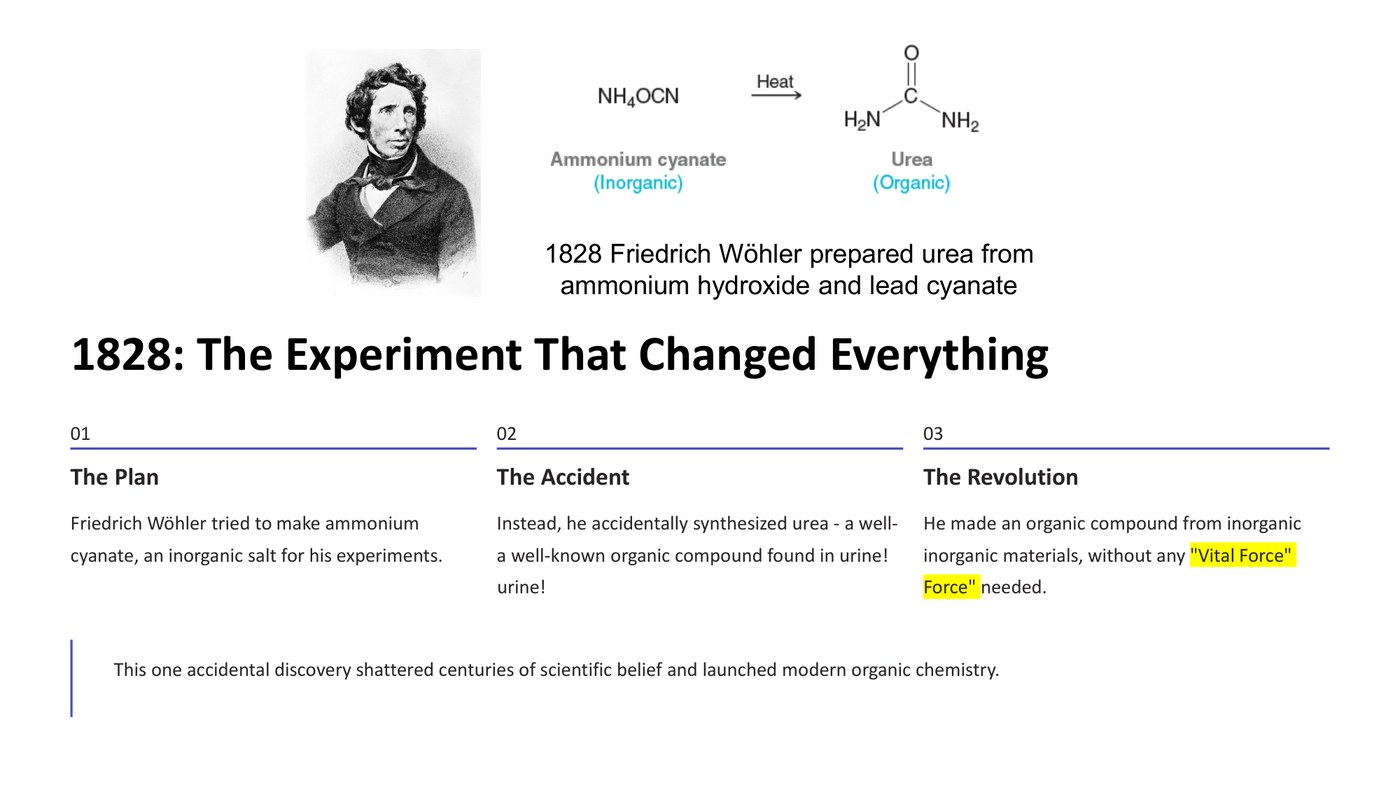 NH₄OCN
Heat
O
C
H₂N
NH₂
Ammonium cyanate
(Inorganic)
Urea
(Organic)
1828 Friedrich Wöhler prepared urea from
ammonium hydroxide and lead cyanate
1828: The Experiment That Changed Everything
01
The Plan
Friedrich Wöhler tried to make ammonium
cyanate, an inorganic salt for his experiments.
02
The Accident
Instead, he accidentally synthesized urea - a well-
a well-known organic compound found in urine!
urine!
03
The Revolution
He made an organic compound from inorganic
inorganic materials, without any "Vital Force"
Force" needed.
This one accidental discovery shattered centuries of scientific belief and launched modern organic chemistry.